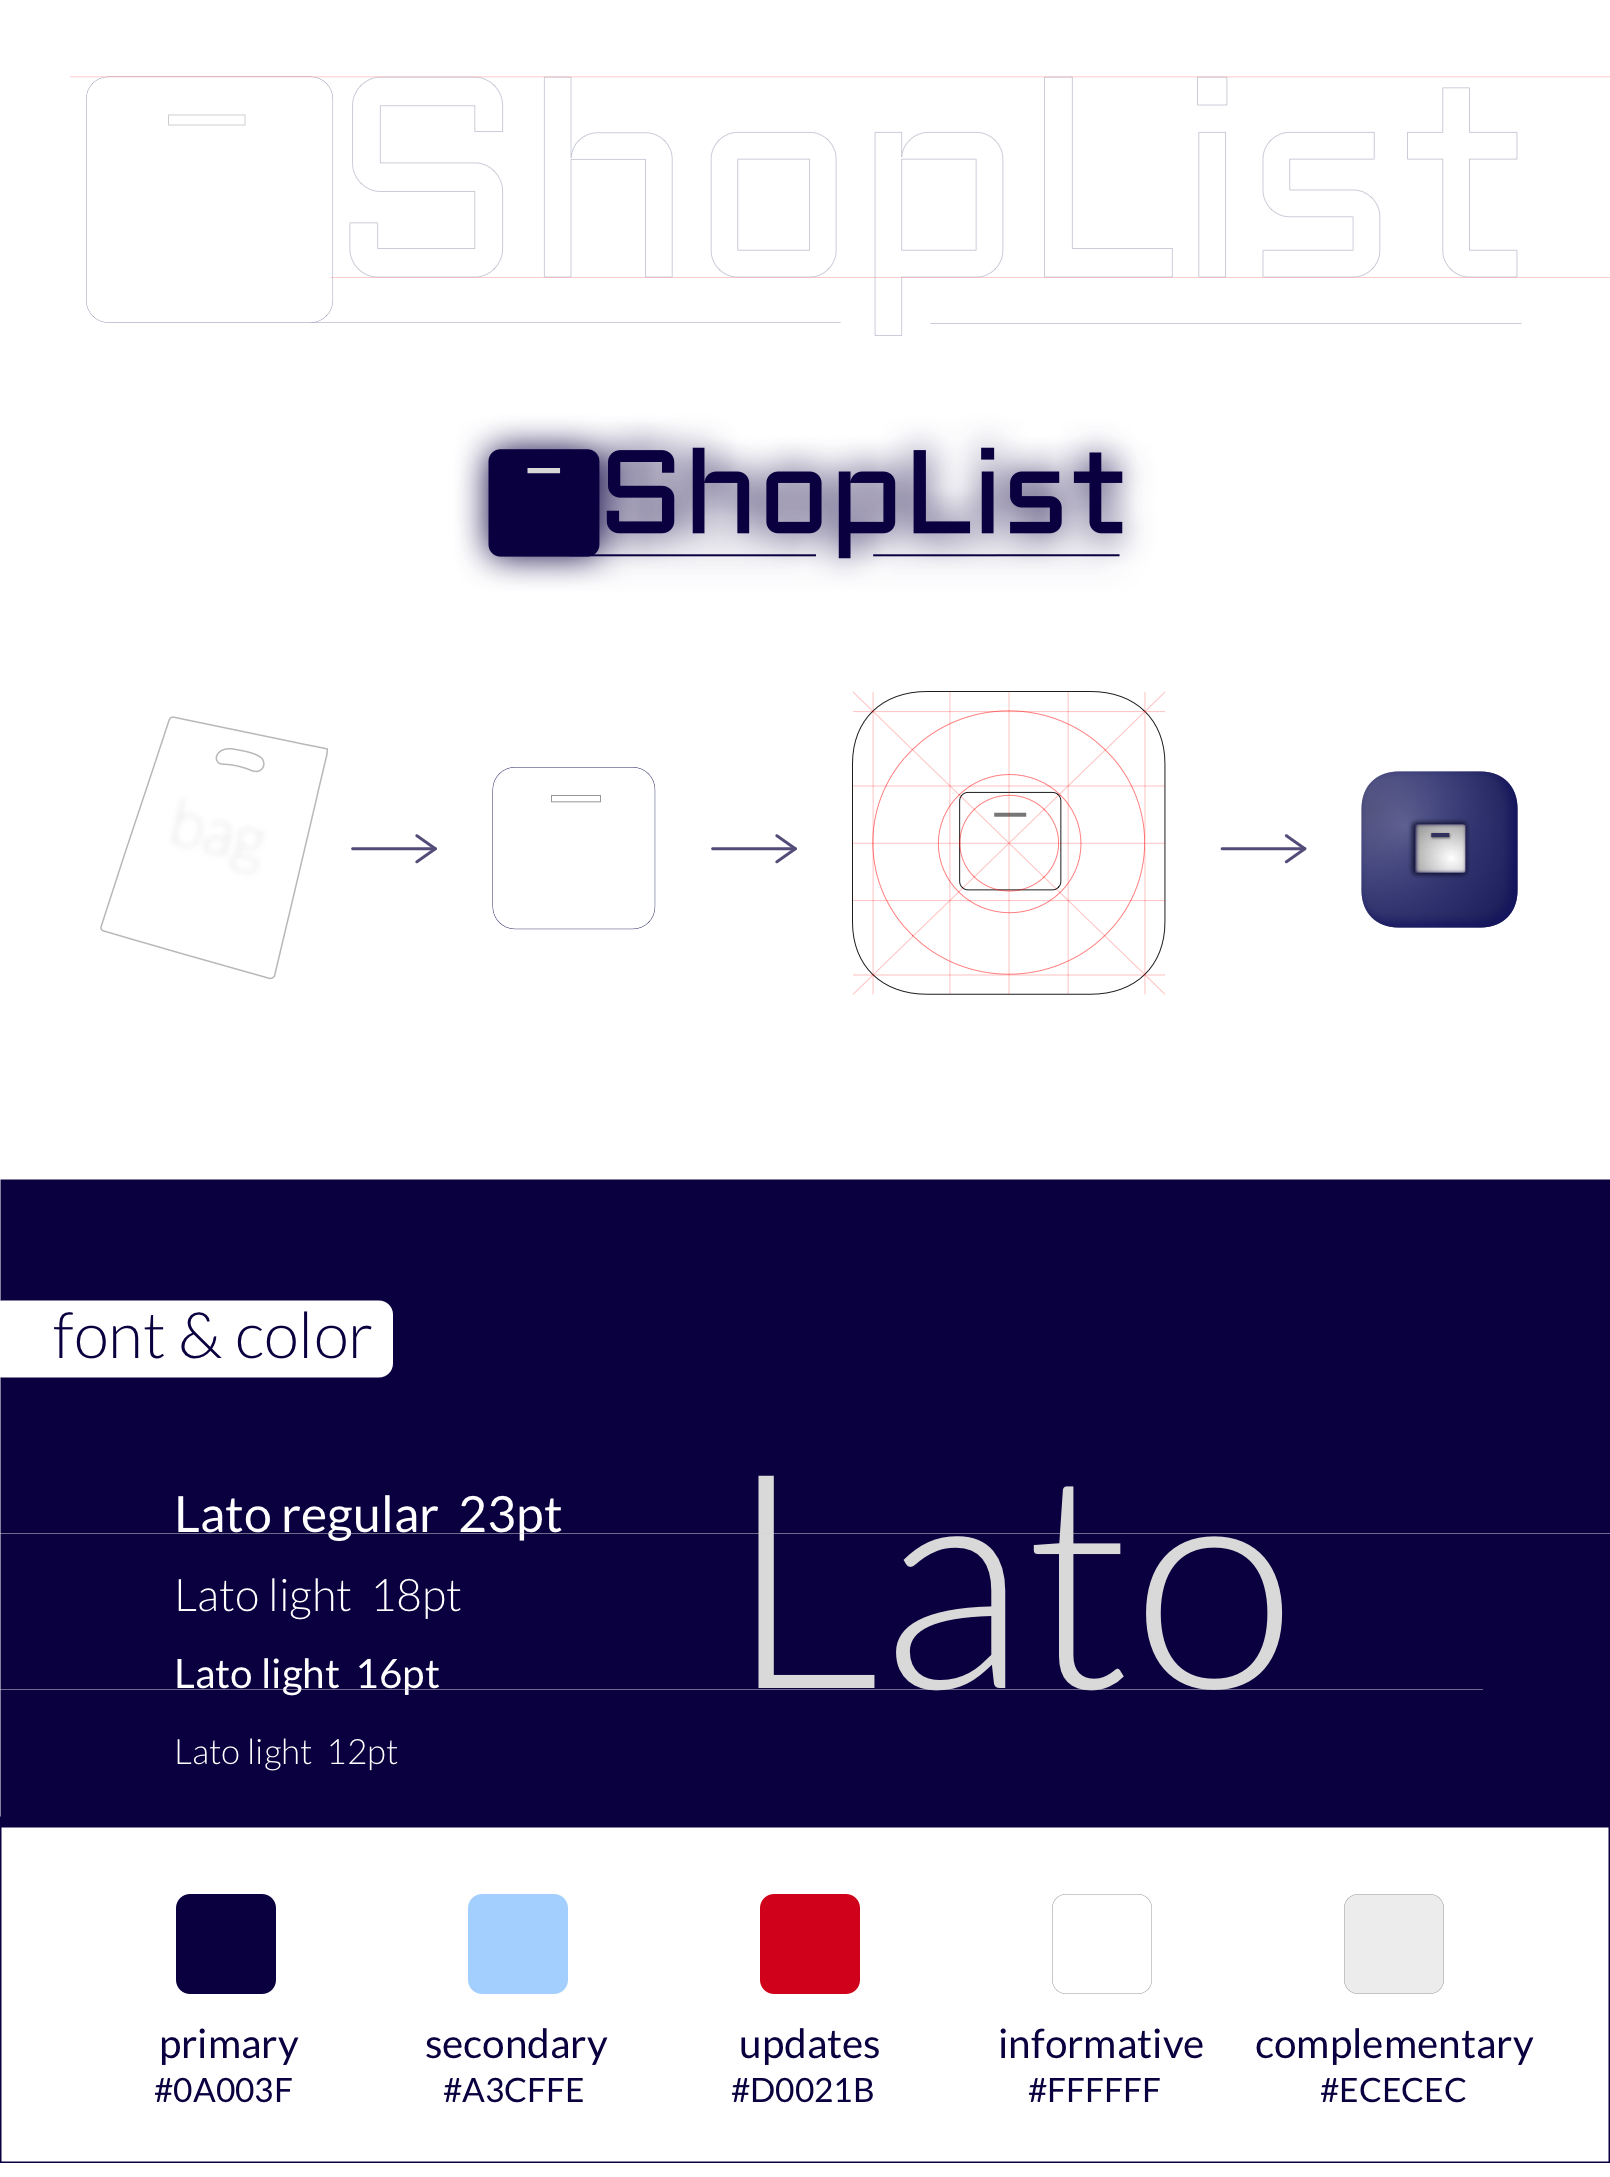 ShopList
ShopList
bag
font & color
Lato regular 23pt
Lato light 18pt
Lato light 16pt
Lato light 12pt
Lato
primary
#0A003F
secondary
#A3CFFE
updates
#D0021B
informative
#FFFFFF
complementary
#ECECEC